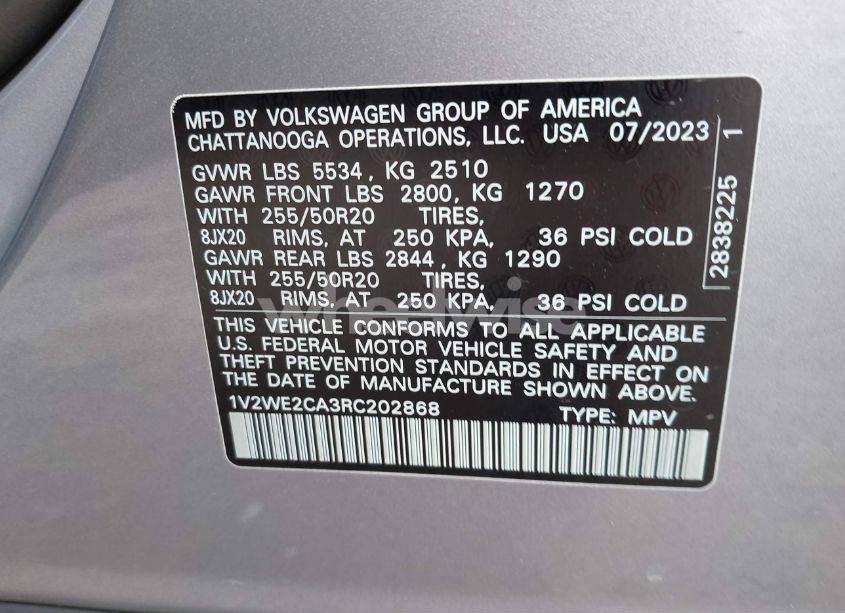 MFD BY VOLKSWAGEN GROUP OF AMERICA
CHATTANOOGA OPERATIONS, LLC. USA 07/2023
GVWR LBS 5534, KG 2510
GAWR FRONT LBS 2800, KG 1270
WITH 255/50R20 TIRES,
8JX20 RIMS, AT 250 KPA, 36 PSI COLD
GAWR REAR LBS 2844, KG 1290
WITH 255/50R20 TIRES,
8JX20 RIMS, AT 250 KPA, 36 PSI COLD
2838225 1
THIS VEHICLE CONFORMS TO ALL APPLICABLE
U.S. FEDERAL MOTOR VEHICLE SAFETY AND
THEFT PREVENTION STANDARDS IN EFFECT ON
THE DATE OF MANUFACTURE SHOWN ABOVE.
1V2WE2CA3RC202868 TYPE: MPV
wheelwise